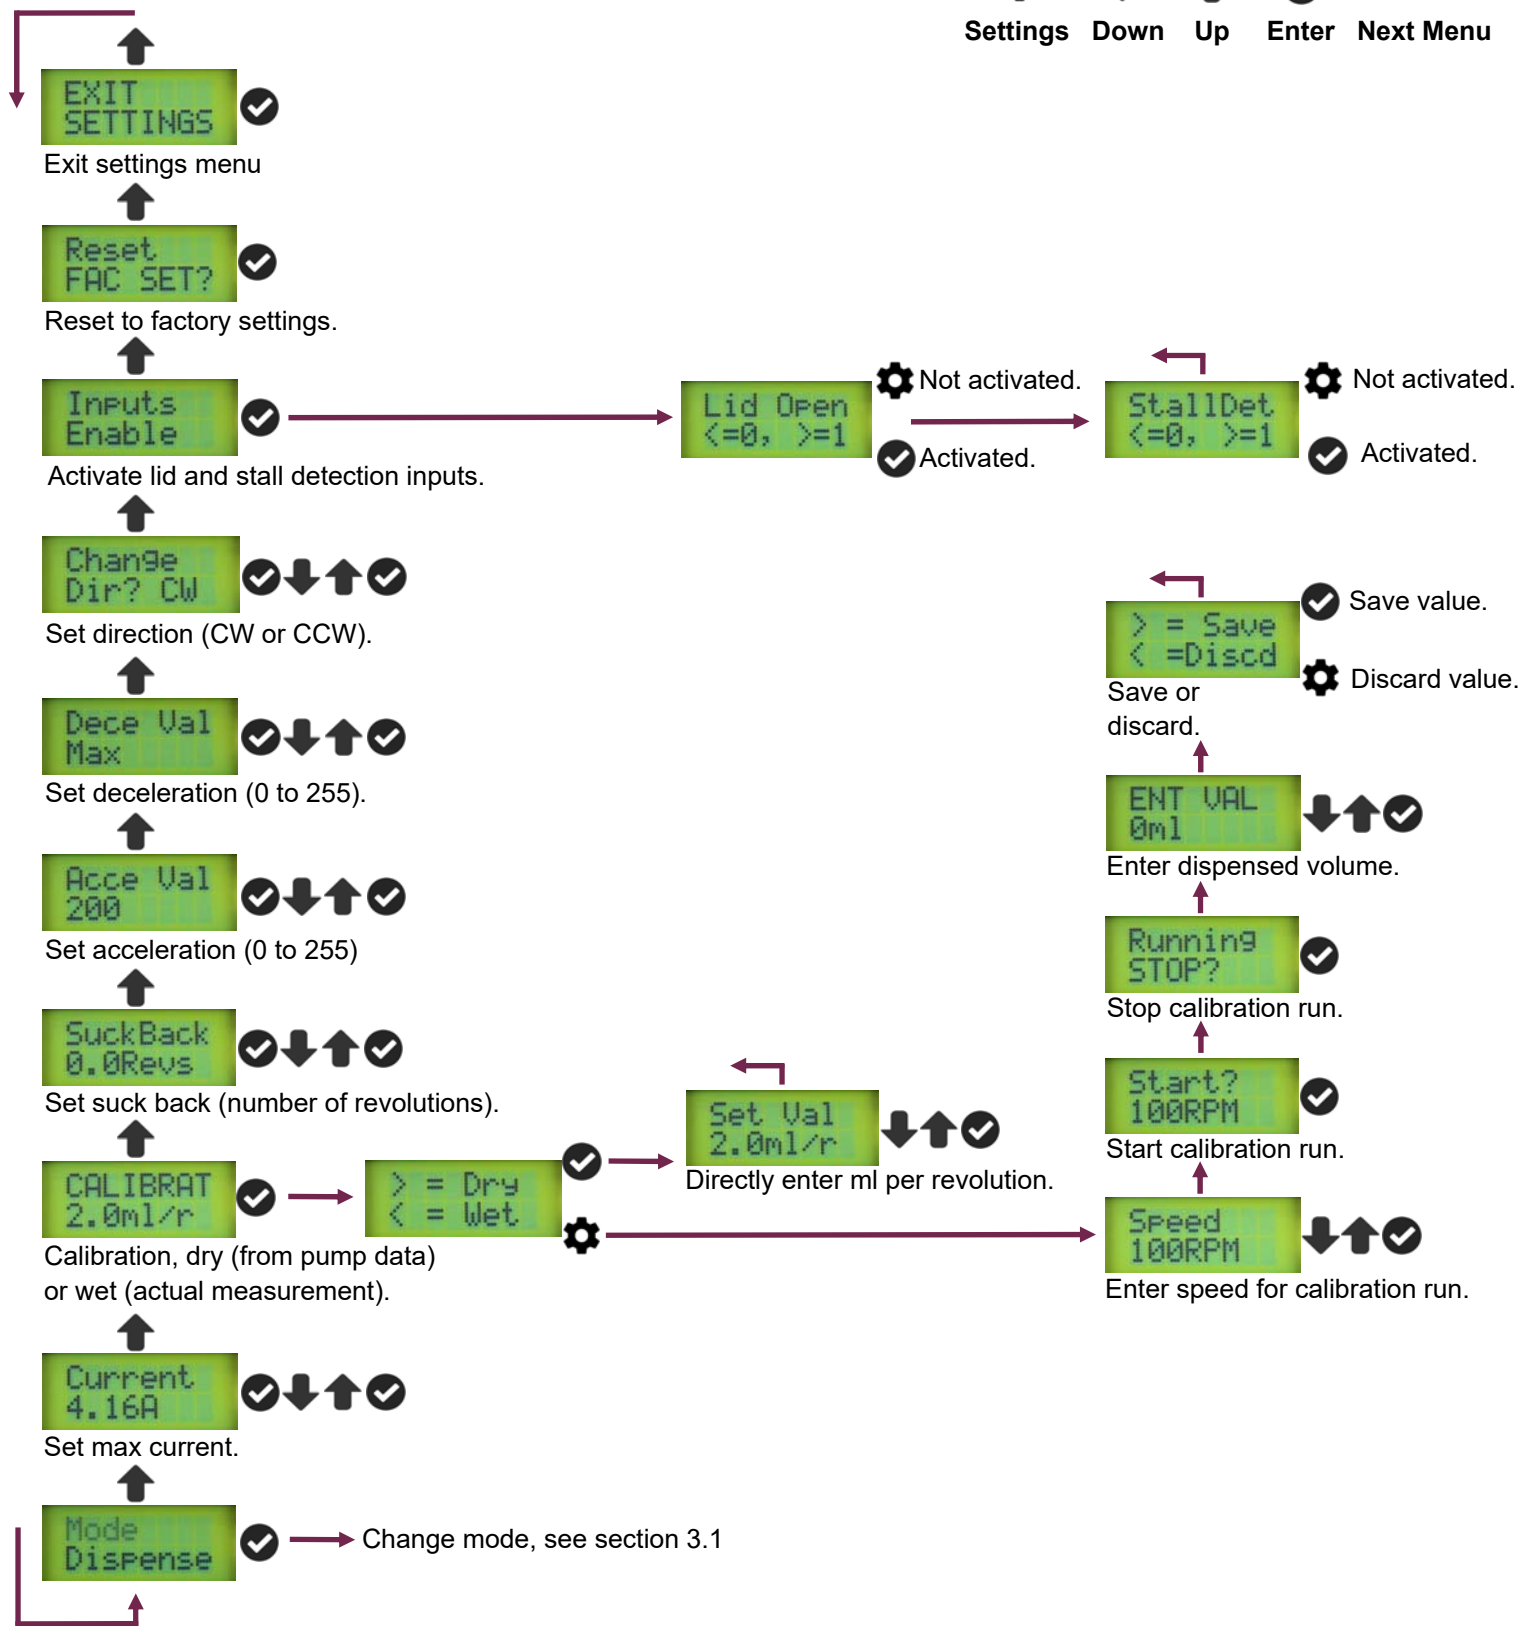 Settings Down Up Enter Next Menu
EXIT
SETTINGS
Exit settings menu
Reset
FAC SET?
Reset to factory settings.
Inputs
Enable
Activate lid and stall detection inputs.
Lid Open
<=0, >=1
Not activated.
Activated.
StallDet
<=0, >=1
Not activated.
Activated.
Change
Dir? CW
Set direction (CW or CCW).
Dece Val
Max
Set deceleration (0 to 255).
Acce Val
200
Set acceleration (0 to 255)
SuckBack
0.0Revs
Set suck back (number of revolutions).
CALIBRAT
2.0ml/r
Calibration, dry (from pump data)
or wet (actual measurement).
> = Dry
< = Wet
Set Val
2.0ml/r
Directly enter ml per revolution.
> = Save
< =Discd
Save value.
Discard value.
Save or
discard.
ENT VAL
0ml
Enter dispensed volume.
Running
STOP?
Stop calibration run.
Start?
100RPM
Start calibration run.
Speed
100RPM
Enter speed for calibration run.
Current
4.16A
Set max current.
Mode
Dispense
Change mode, see section 3.1